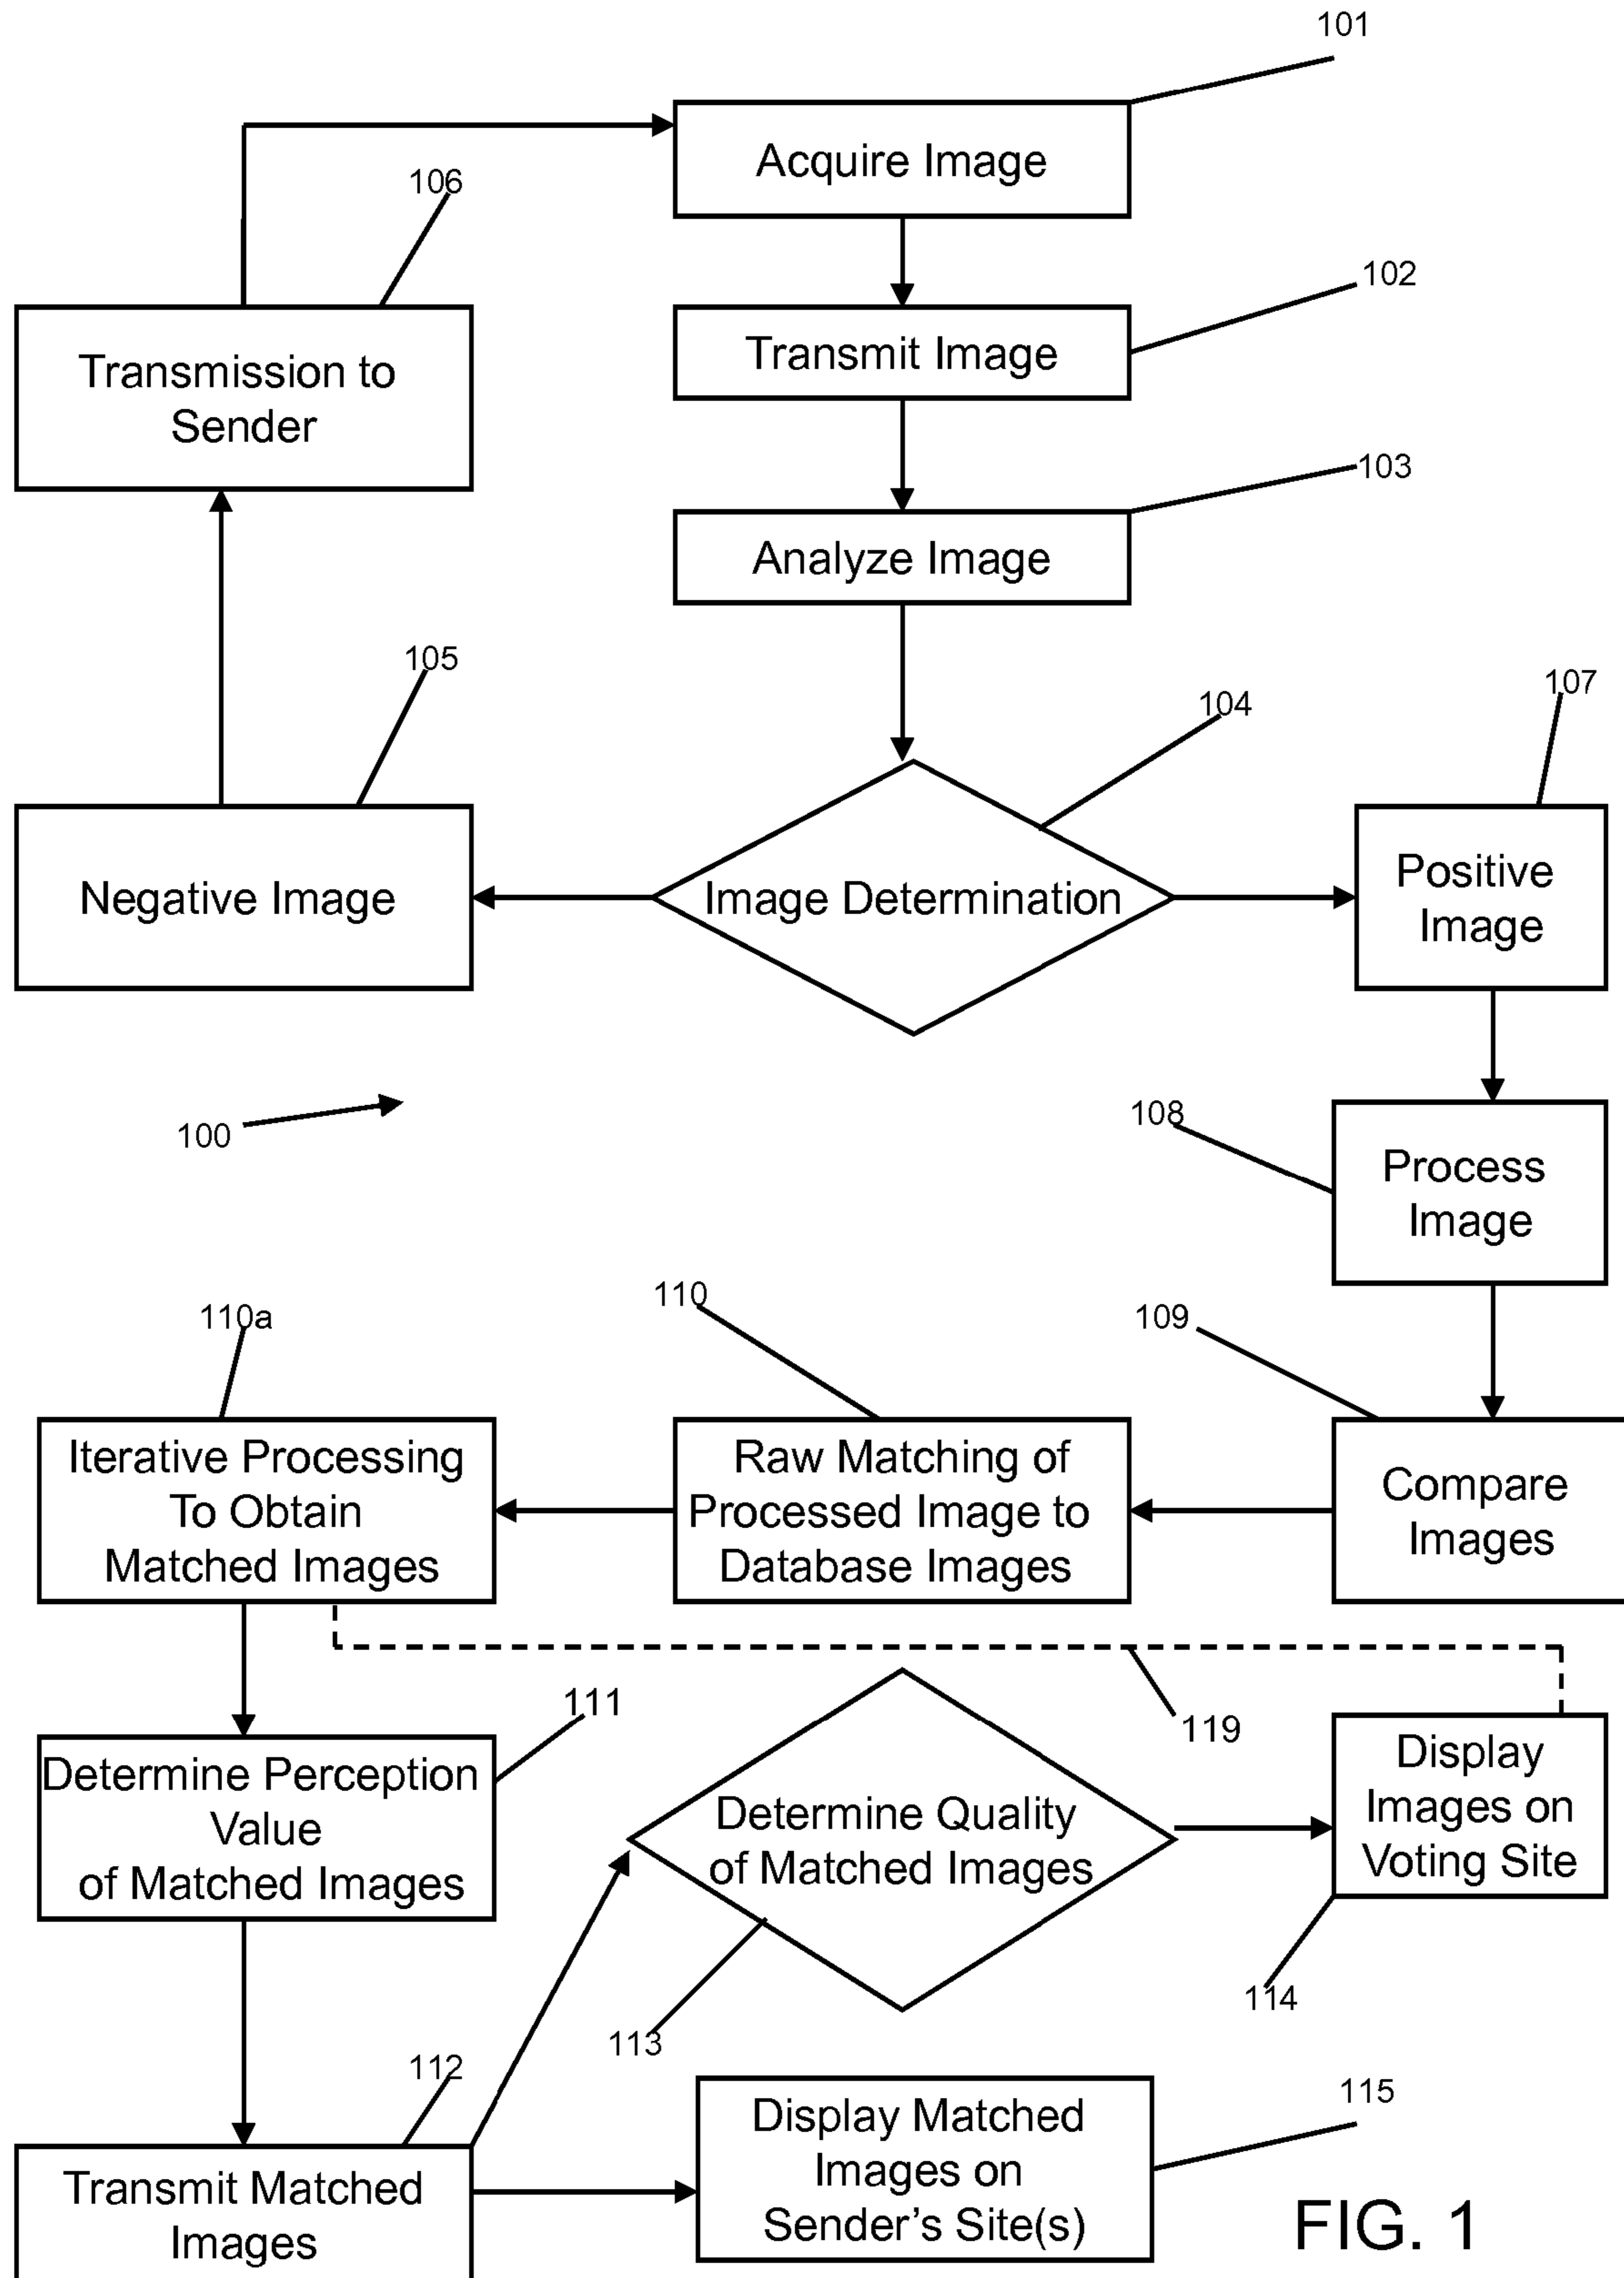 101
Acquire Image
106
102
Transmit Image
Transmission to
Sender
103
Analyze Image
105
104
107
Negative Image
Image Determination
Positive
Image
100
108
Process
Image
110a
110
109
Iterative Processing
To Obtain
Matched Images
Raw Matching of
Processed Image to
Database Images
Compare
Images
111
119
Determine Perception
Value
of Matched Images
Determine Quality
of Matched Images
Display
Images on
Voting Site
114
113
112
115
Transmit Matched
Images
Display Matched
Images on
Sender’s Site(s)
FIG. 1